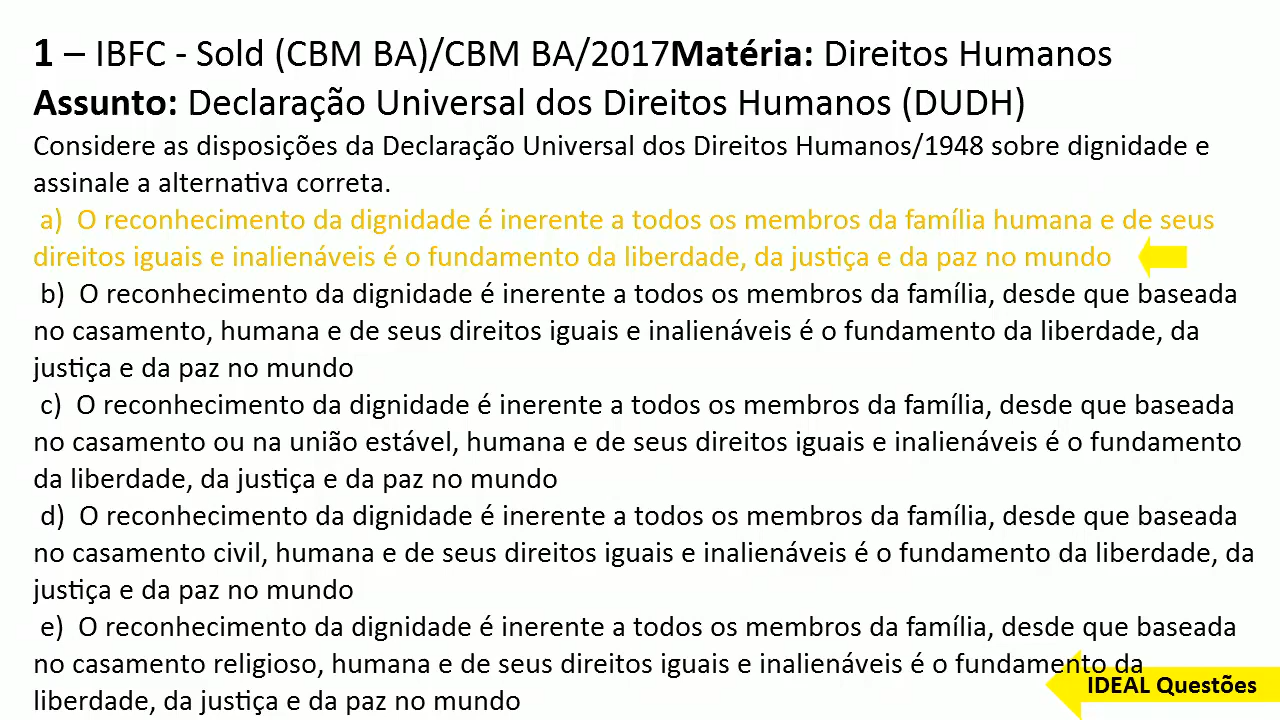 1 – IBFC - Sold (CBM BA)/CBM BA/2017Matéria: Direitos Humanos
Assunto: Declaração Universal dos Direitos Humanos (DUDH)
Considere as disposições da Declaração Universal dos Direitos Humanos/1948 sobre dignidade e
assinale a alternativa correta.
a) O reconhecimento da dignidade é inerente a todos os membros da família humana e de seus
direitos iguais e inalienáveis é o fundamento da liberdade, da justiça e da paz no mundo
b) O reconhecimento da dignidade é inerente a todos os membros da família, desde que baseada
no casamento, humana e de seus direitos iguais e inalienáveis é o fundamento da liberdade, da
justiça e da paz no mundo
c) O reconhecimento da dignidade é inerente a todos os membros da família, desde que baseada
no casamento ou na união estável, humana e de seus direitos iguais e inalienáveis é o fundamento
da liberdade, da justiça e da paz no mundo
d) O reconhecimento da dignidade é inerente a todos os membros da família, desde que baseada
no casamento civil, humana e de seus direitos iguais e inalienáveis é o fundamento da liberdade, da
justiça e da paz no mundo
e) O reconhecimento da dignidade é inerente a todos os membros da família, desde que baseada
no casamento religioso, humana e de seus direitos iguais e inalienáveis é o fundamento da
liberdade, da justiça e da paz no mundo
IDEAL Questões